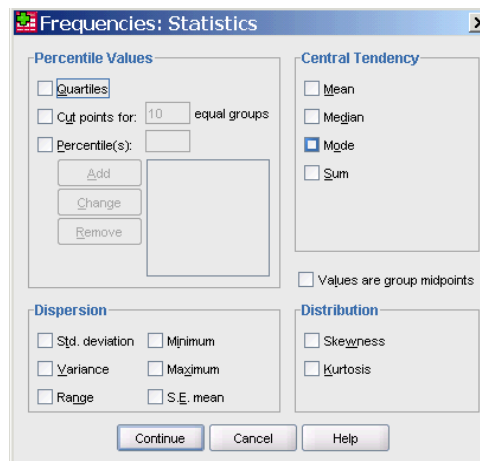 Frequencies: Statistics
Percentile Values
Quartiles
Cut points for: 10 equal groups
Percentile(s):
Add
Change
Remove
Central Tendency
Mean
Median
Mode
Sum
Values are group midpoints
Dispersion
Std. deviation Minimum
Variance Maximum
Range S.E. mean
Distribution
Skewness
Kurtosis
Continue Cancel Help